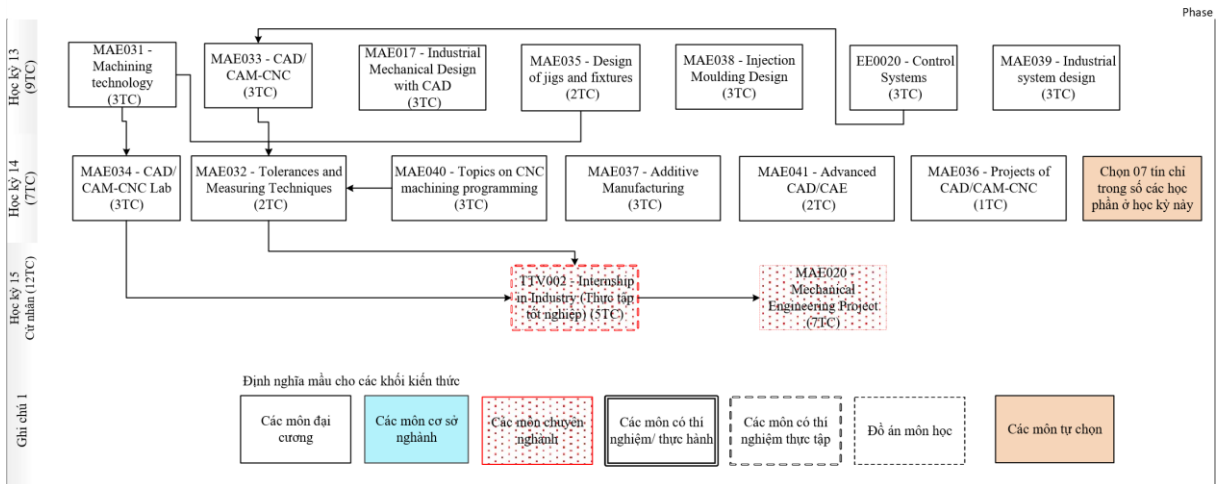 Phase
Học kỳ 13
(9TC)
MAE031 -
Machining
technology
(3TC)
MAE033 – CAD/
CAM-CNC
(3TC)
MAE017 - Industrial
Mechanical Design
with CAD
(3TC)
MAE035 - Design
of jigs and fixtures
(2TC)
MAE038 - Injection
Moulding Design
(3TC)
EE0020 - Control
Systems
(3TC)
MAE039 - Industrial
system design
(3TC)
Học kỳ 14
(7TC)
MAE034 - CAD/
CAM-CNC Lab
(3TC)
MAE032 - Tolerances and
Measuring Techniques
(2TC)
MAE040 - Topics on CNC
machining programming
(3TC)
MAE037 - Additive
Manufacturing
(3TC)
MAE041 - Advanced
CAD/CAE
(2TC)
MAE036 - Projects of
CAD/CAM-CNC
(1TC)
Chọn 07 tín chỉ
trong số các học
phần ở học kỳ này
Học kỳ 15
Cử nhân (12TC)
TTV002 - Internship
in Industry (Thực tập
tốt nghiệp) (5TC)
MAE020 -
Mechanical
Engineering Project
(7TC)
Ghi chú 1
Định nghĩa mầu cho các khối kiến thức
Các môn đại
cương
Các môn cơ sở
nghành
Các môn chuyên
nghành
Các môn có thí
nghiệm/ thực hành
Các môn có thí
nghiệm thực tập
Đồ án môn học
Các môn tự chọn